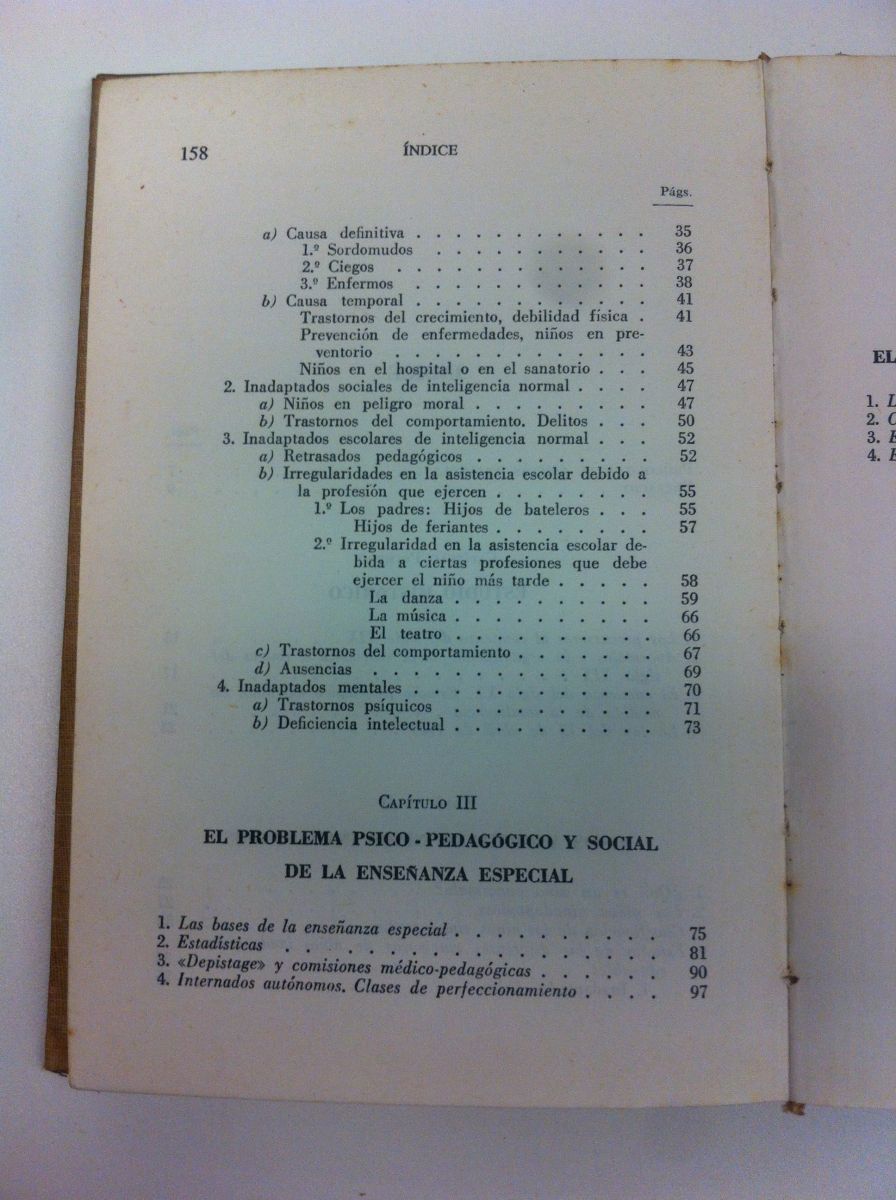 158
ÍNDICE
Págs.
a) Causa definitiva . . . . . . . . . . . . 35
1.º Sordomudos . . . . . . . . . . . 36
2.º Ciegos . . . . . . . . . . . . . 37
3.º Enfermos . . . . . . . . . . . . 38
b) Causa temporal . . . . . . . . . . . . 41
Trastornos del crecimiento, debilidad física . 41
Prevención de enfermedades, niños en pre-
ventorio . . . . . . . . . . . . . 43
Niños en el hospital o en el sanatorio . . . 45
2. Inadaptados sociales de inteligencia normal . . . . 47
a) Niños en peligro moral . . . . . . . . . 47
b) Trastornos del comportamiento. Delitos . . . 50
3. Inadaptados escolares de inteligencia normal . . . 52
a) Retrasados pedagógicos . . . . . . . . . 52
b) Irregularidades en la asistencia escolar debido a
la profesión que ejercen . . . . . . . . 55
1.º Los padres: Hijos de bateleros . . . 55
Hijos de feriantes . . . . . . . . 57
2.º Irregularidad en la asistencia escolar de-
bida a ciertas profesiones que debe
ejercer el niño más tarde . . . . . 58
La danza . . . . . . . . . . 59
La música . . . . . . . . . . 66
El teatro . . . . . . . . . . 66
c) Trastornos del comportamiento . . . . . . . 67
d) Ausencias . . . . . . . . . . . . . . 69
4. Inadaptados mentales . . . . . . . . . . . . 70
a) Trastornos psíquicos . . . . . . . . . . 71
b) Deficiencia intelectual . . . . . . . . . . 73
CAPÍTULO III
EL PROBLEMA PSICO-PEDAGÓGICO Y SOCIAL
DE LA ENSEÑANZA ESPECIAL
1. Las bases de la enseñanza especial . . . . . . . . . . 75
2. Estadísticas . . . . . . . . . . . . . . . . . . 81
3. «Depistage» y comisiones médico-pedagógicas . . . . . . 90
4. Internados autónomos. Clases de perfeccionamiento . . . . 97
EL
1. L
2. C
3. E
4. E